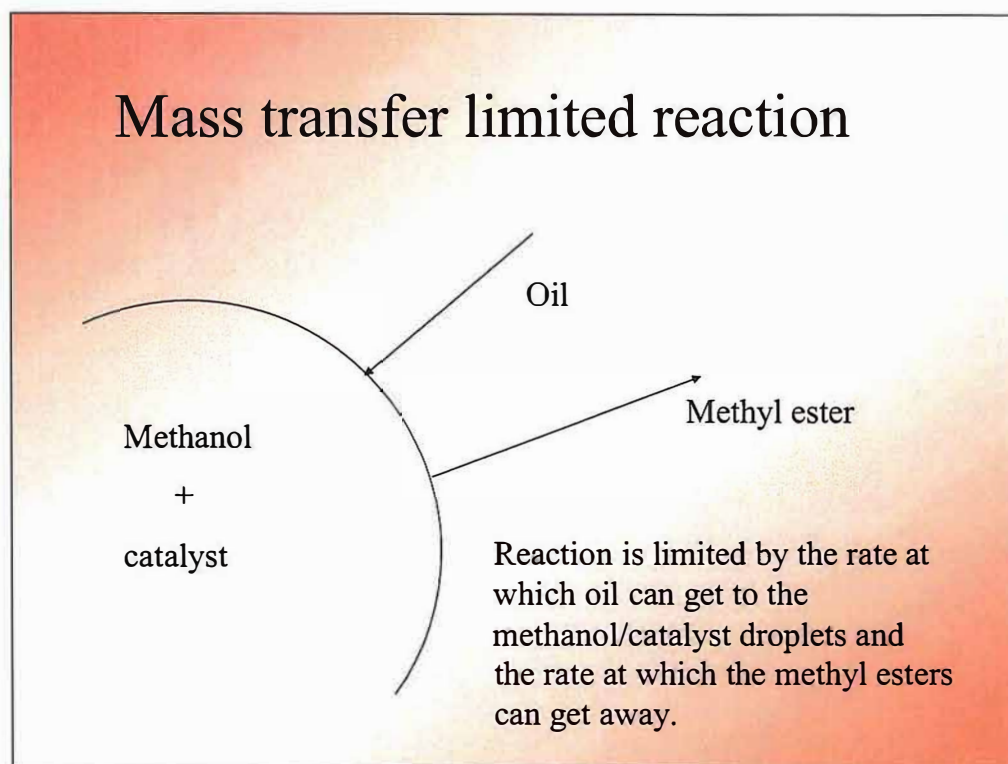 Mass transfer limited reaction
Oil
Methyl ester
Methanol
+
catalyst
Reaction is limited by the rate at
which oil can get to the
methanol/catalyst droplets and
the rate at which the methyl esters
can get away.